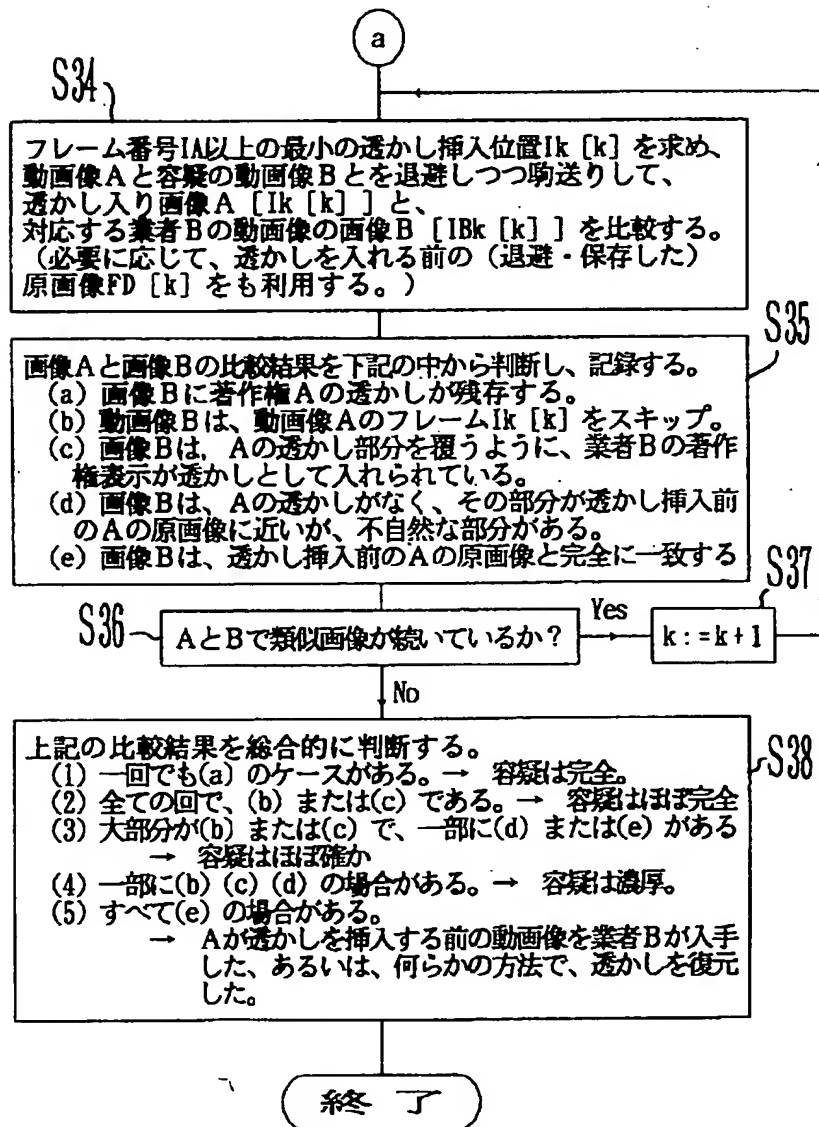 a
S34
フレーム番号IA以上の最小の透かし挿入位置Ik [k] を求め、
動画像Aと容疑の動画像Bとを退避しつつ駒送りして、
透かし入り画像A [Ik [k] ] と、
対応する業者Bの動画像の画像B [IBk [k] ] を比較する。
（必要に応じて、透かしを入れる前の（退避・保存した）
原画像FD [k] をも利用する。）
S35
画像Aと画像Bの比較結果を下記の中から判断し、記録する。
(a) 画像Bに著作権Aの透かしが残存する。
(b) 動画像Bは、動画像AのフレームIk [k] をスキップ。
(c) 画像Bは、Aの透かし部分を覆うように、業者Bの著作
権表示が透かしとして入れられている。
(d) 画像Bは、Aの透かしがなく、その部分が透かし挿入前
のAの原画像に近いが、不自然な部分がある。
(e) 画像Bは、透かし挿入前のAの原画像と完全に一致する
S36
AとBで類似画像が続いているか？
Yes
S37
k:=k+1
No
S38
上記の比較結果を総合的に判断する。
(1) 一回でも(a) のケースがある。→ 容疑は完全。
(2) 全ての回で、(b) または(c) である。→ 容疑はほぼ完全
(3) 大部分が(b) または(c) で、一部に(d) または(e) がある
→ 容疑はほぼ確か
(4) 一部に(b) (c) (d) の場合がある。→ 容疑は濃厚。
(5) すべて(e) の場合がある。
→ Aが透かしを挿入する前の動画像を業者Bが入手
した、あるいは、何らかの方法で、透かしを復元
した。
終 了